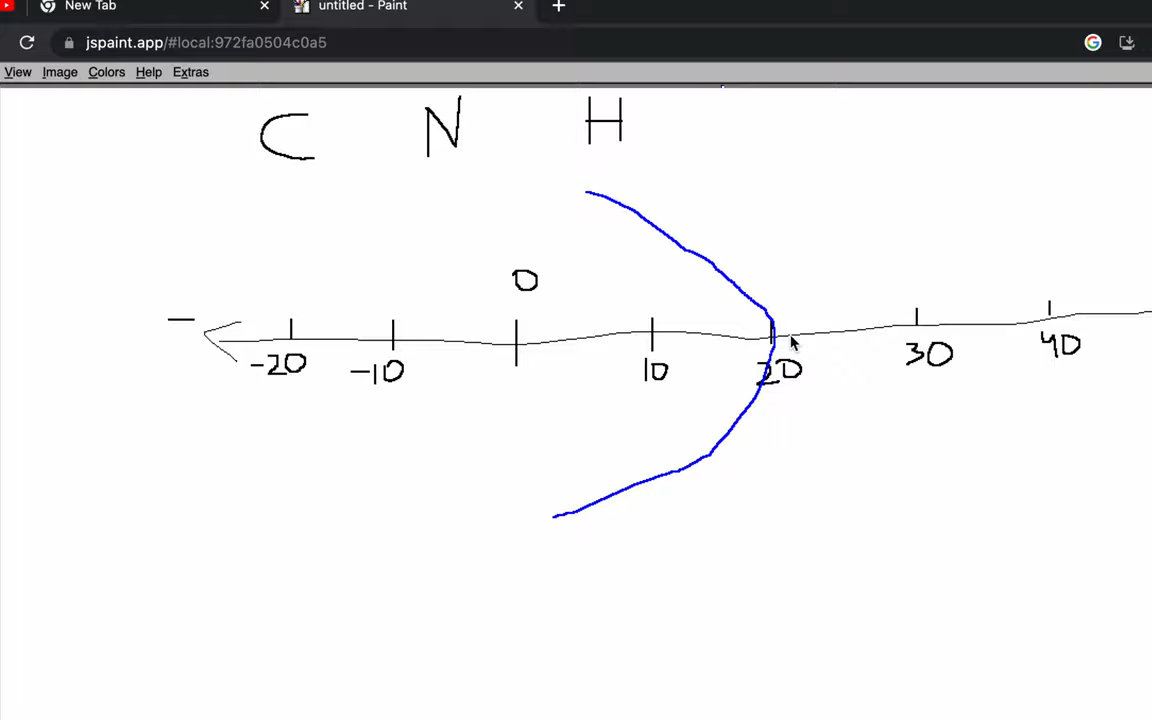 New Tab untitled - Paint
jspaint.app/#local:972fa0504c0a5
View Image Colors Help Extras
C N H
0
-20 -10 10 20 30 40